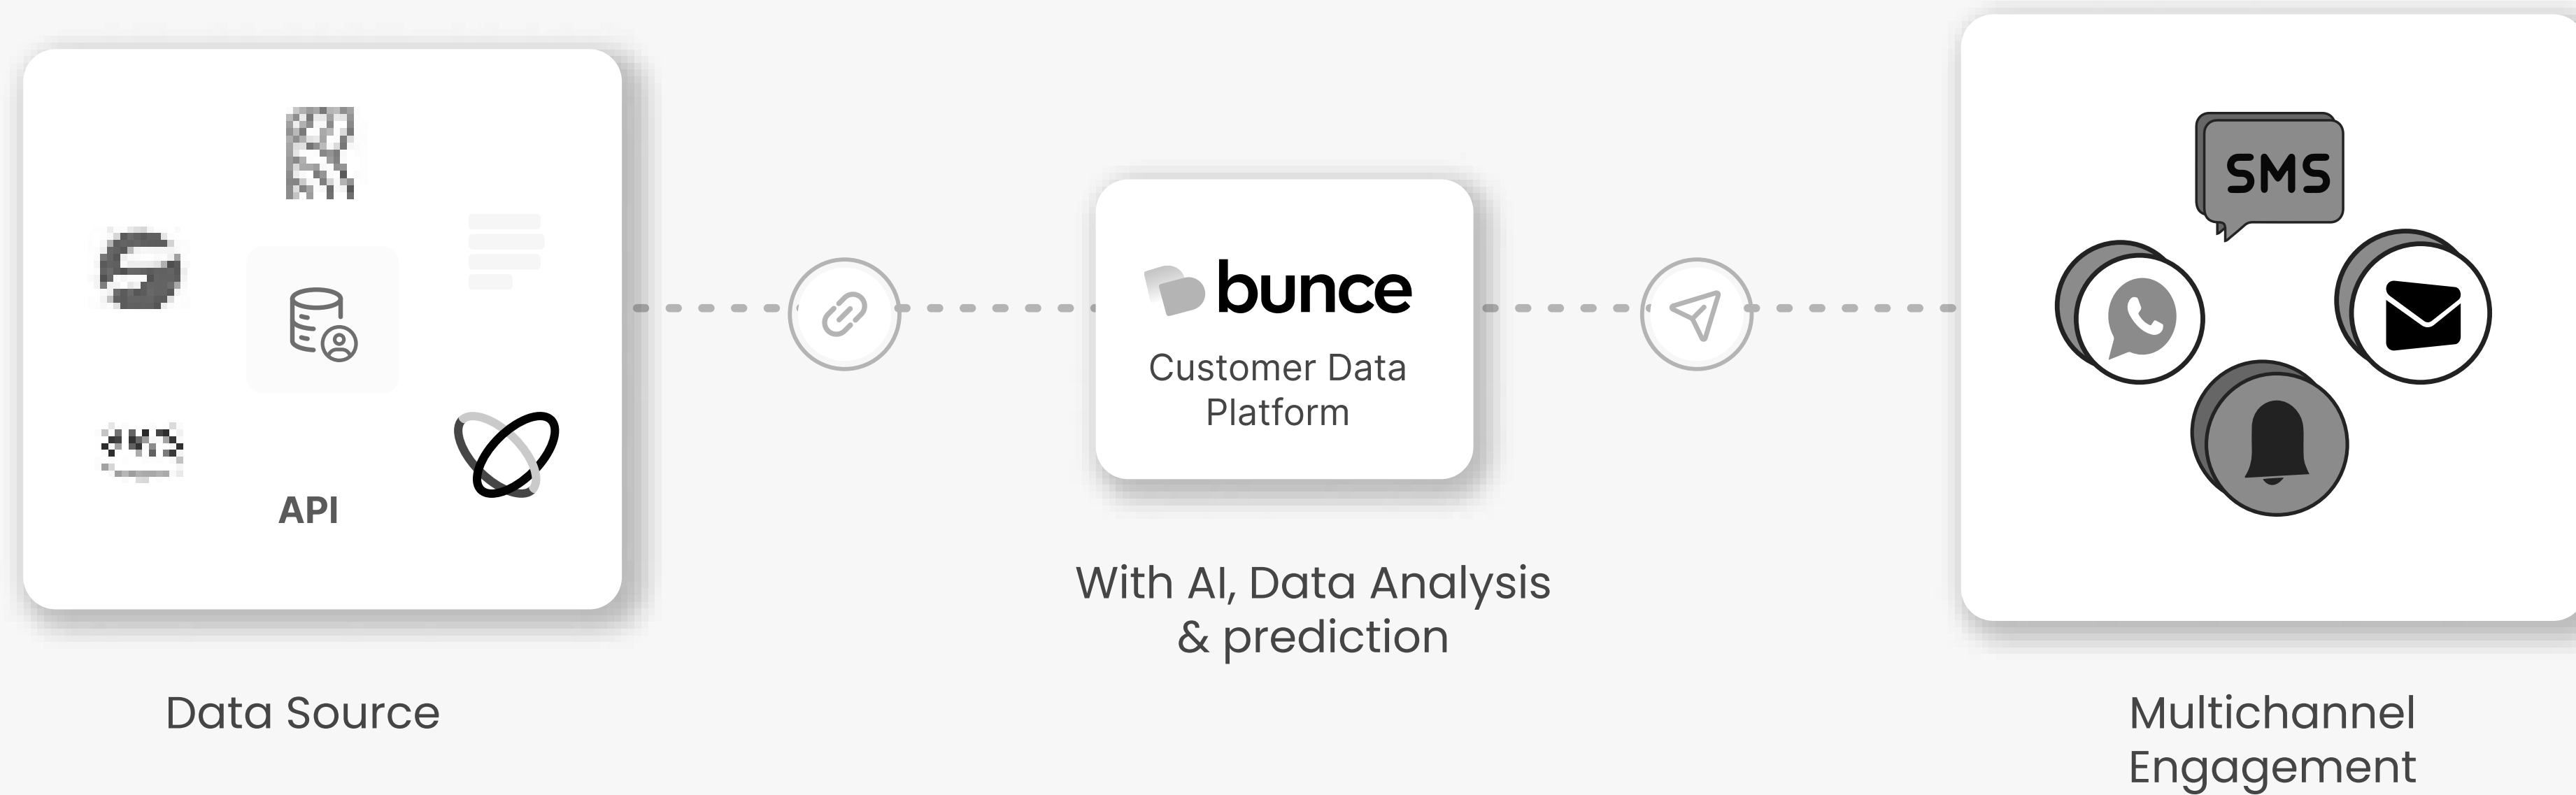 API
Data Source
bunce
Customer Data
Platform
With AI, Data Analysis
& prediction
SMS
Multichannel
Engagement